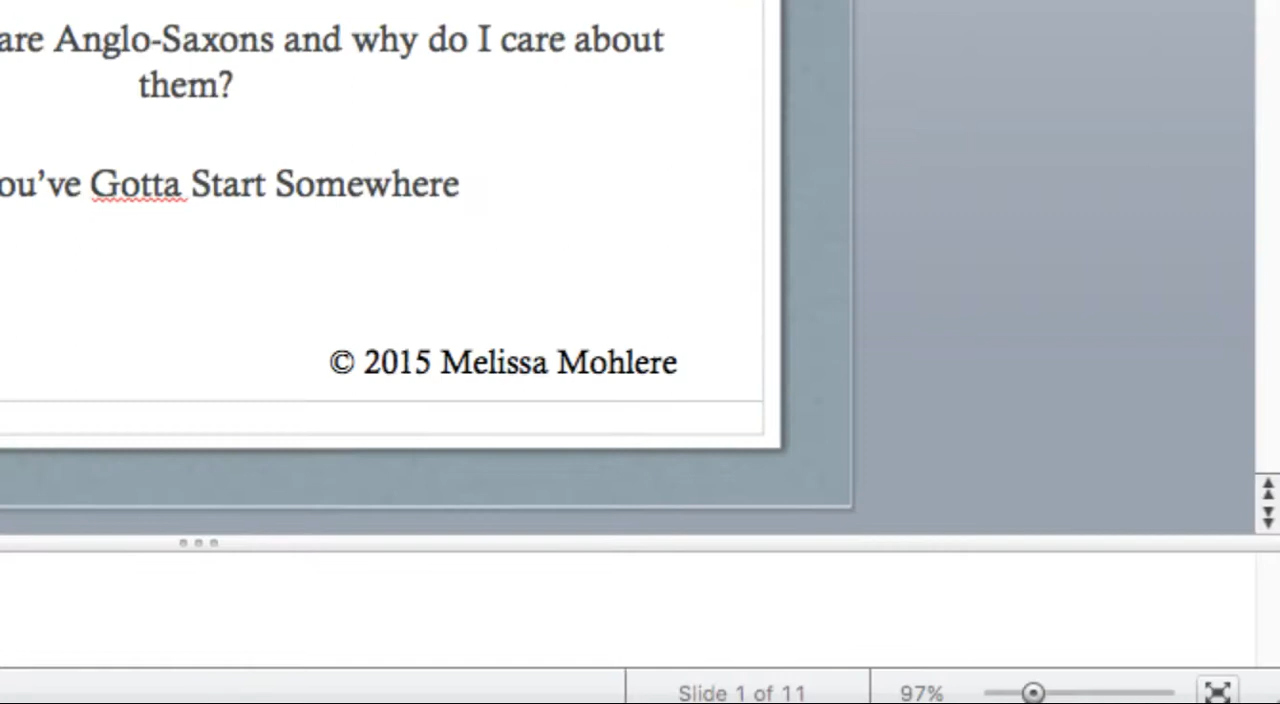 are Anglo-Saxons and why do I care about
them?
ou’ve Gotta Start Somewhere
© 2015 Melissa Mohlere
Slide 1 of 11
97%